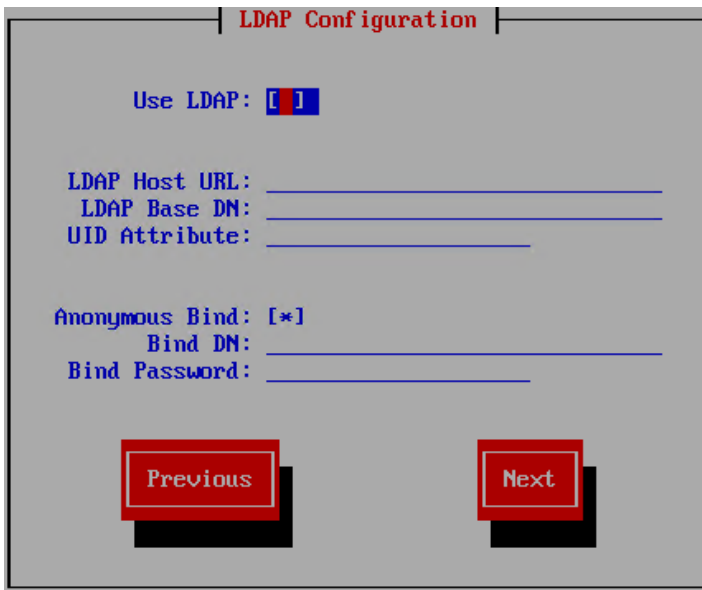 LDAP Configuration
Use LDAP: [ ]
LDAP Host URL:
LDAP Base DN:
UID Attribute:
Anonymous Bind: [*]
Bind DN:
Bind Password:
Previous Next